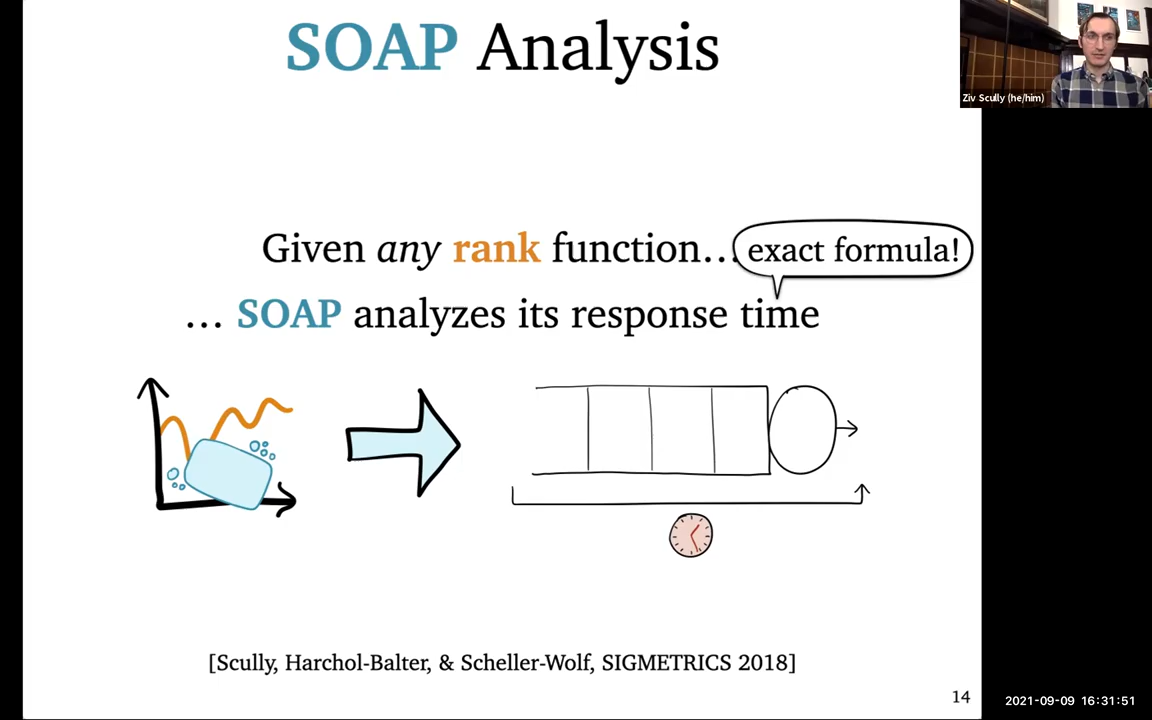 SOAP Analysis
Ziv Scully (he/him)
Given any rank function...
exact formula!
... SOAP analyzes its response time
[Scully, Harchol-Balter, & Scheller-Wolf, SIGMETRICS 2018]
14
2021-09-09 16:31:51